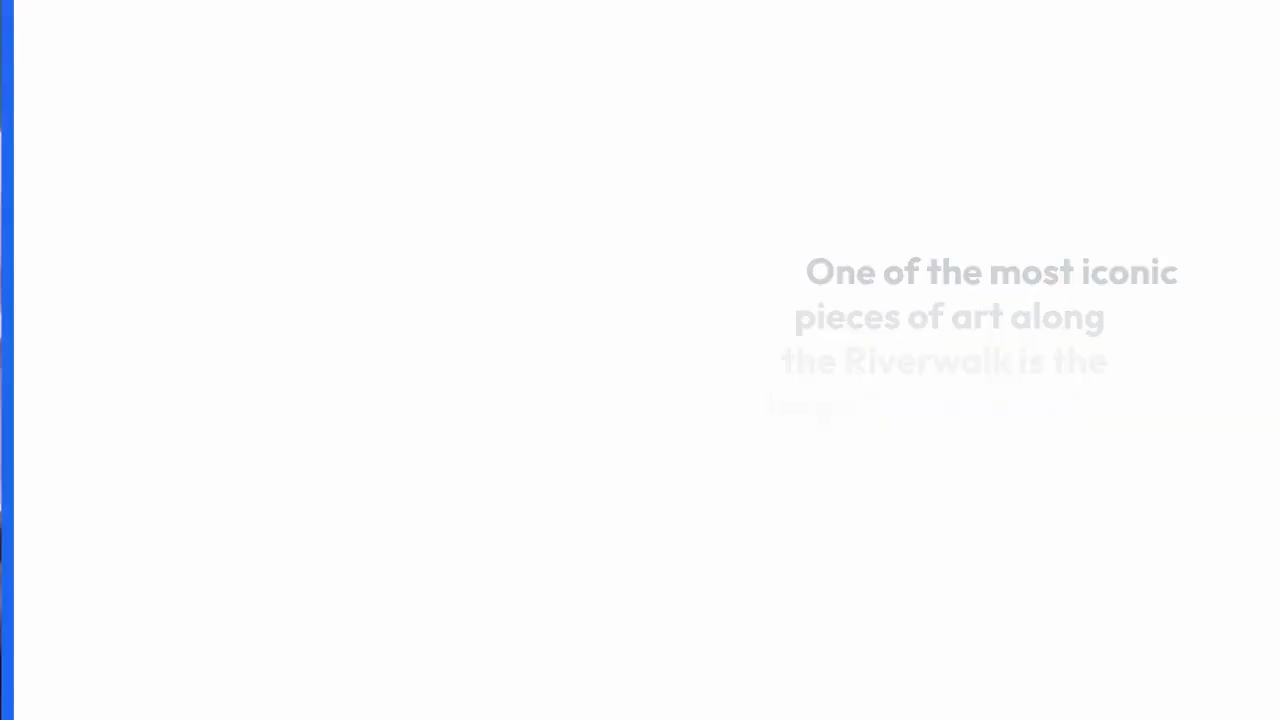 One of the most iconic
pieces of art along
the Riverwalk is the